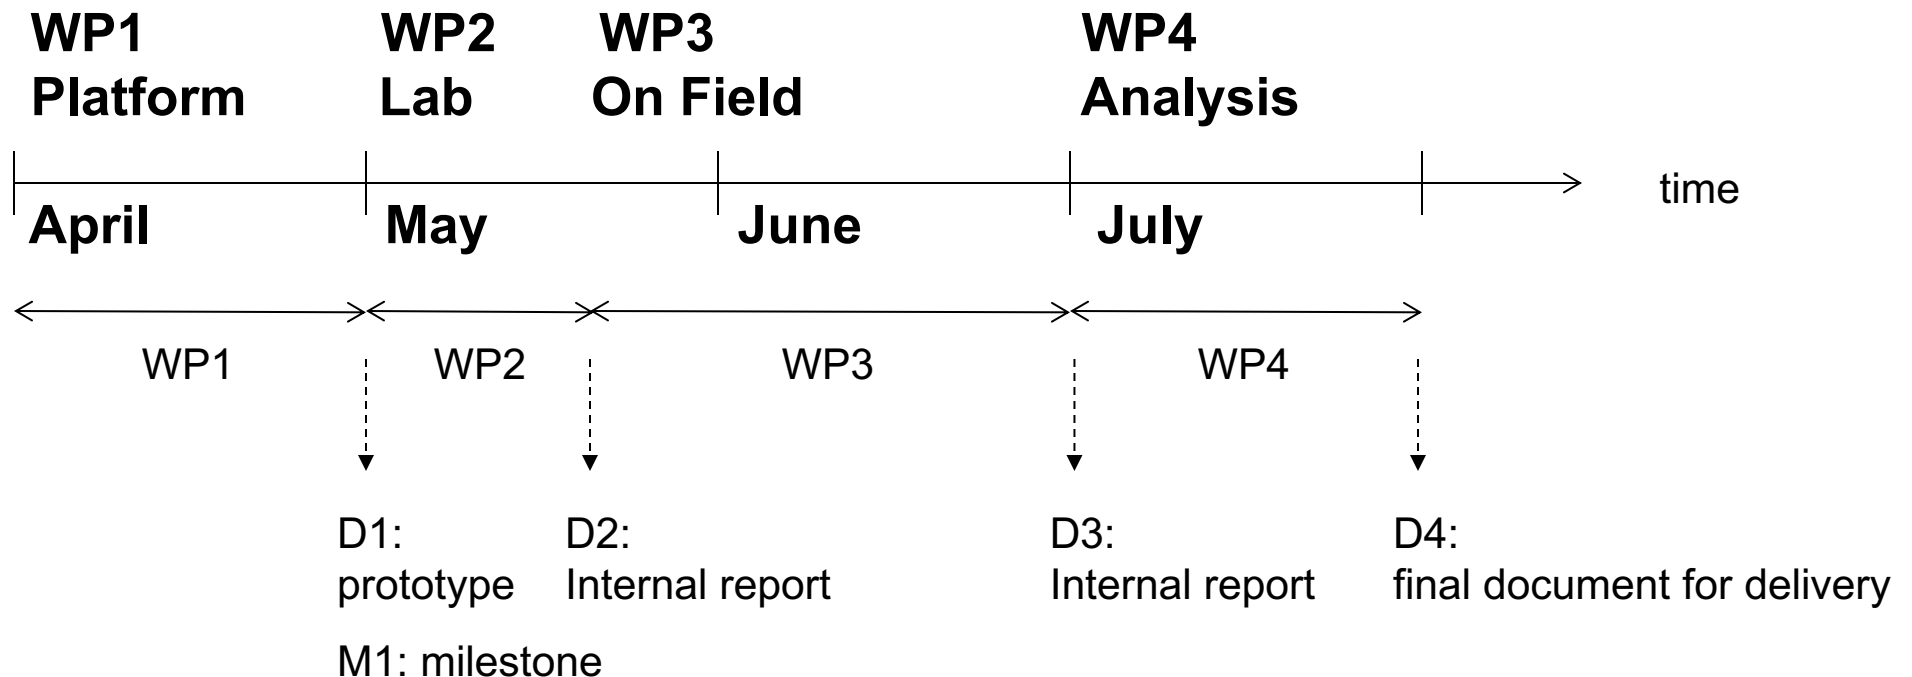 WP1
Platform
WP2
Lab
WP3
On Field
WP4
Analysis
time
April
May
June
July
WP1
WP2
WP3
WP4
D1:
prototype
M1: milestone
D2:
Internal report
D3:
Internal report
D4:
final document for delivery